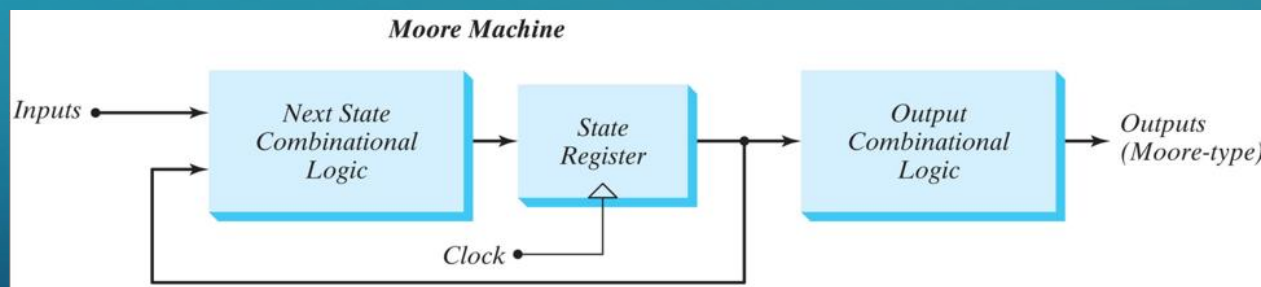 Moore Machine
Inputs
Next State
Combinational
Logic
State
Register
Output
Combinational
Logic
Outputs
(Moore-type)
Clock